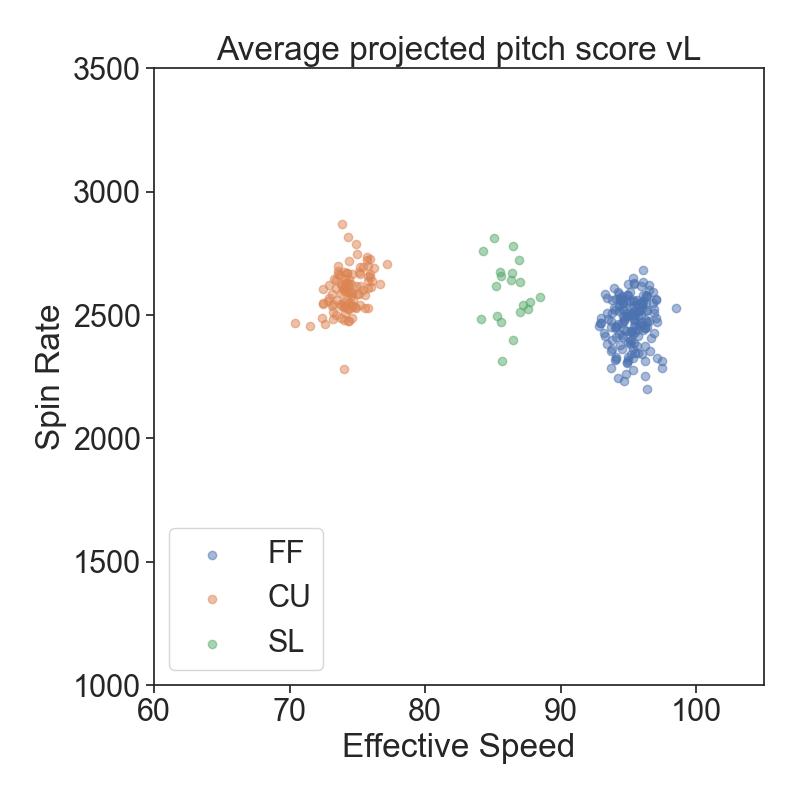 Average projected pitch score vL
3500
3000
2500
2000
1500
1000
Spin Rate
FF
CU
SL
60 70 80 90 100
Effective Speed